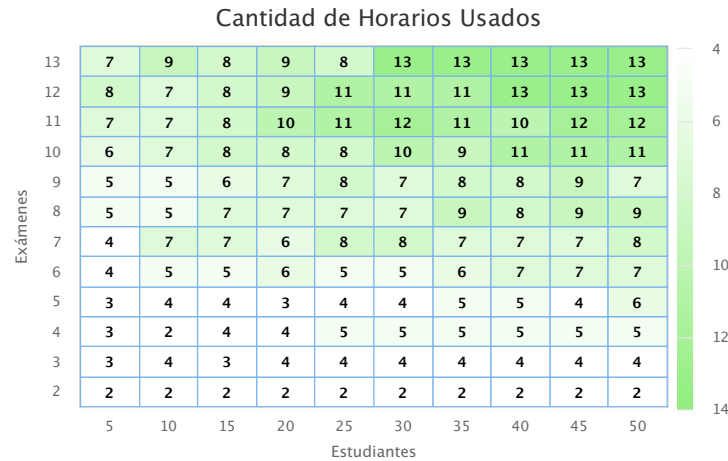 Cantidad de Horarios Usados
13 7 9 8 9 8 13 13 13 13 13
12 8 7 8 9 11 11 11 13 13 13
11 7 7 8 10 11 12 11 10 12 12
10 6 7 8 8 8 10 9 11 11 11
9 5 5 6 7 8 7 8 8 9 7
8 5 5 7 7 7 7 9 8 9 9
7 4 7 7 6 8 8 7 7 7 8
6 4 5 5 6 5 5 6 7 7 7
5 3 4 4 3 4 4 5 5 4 6
4 3 2 4 4 5 5 5 5 5 5
3 3 4 3 4 4 4 4 4 4 4
2 2 2 2 2 2 2 2 2 2 2
5 10 15 20 25 30 35 40 45 50
Estudiantes
Exámenes
4
6
8
10
12
14